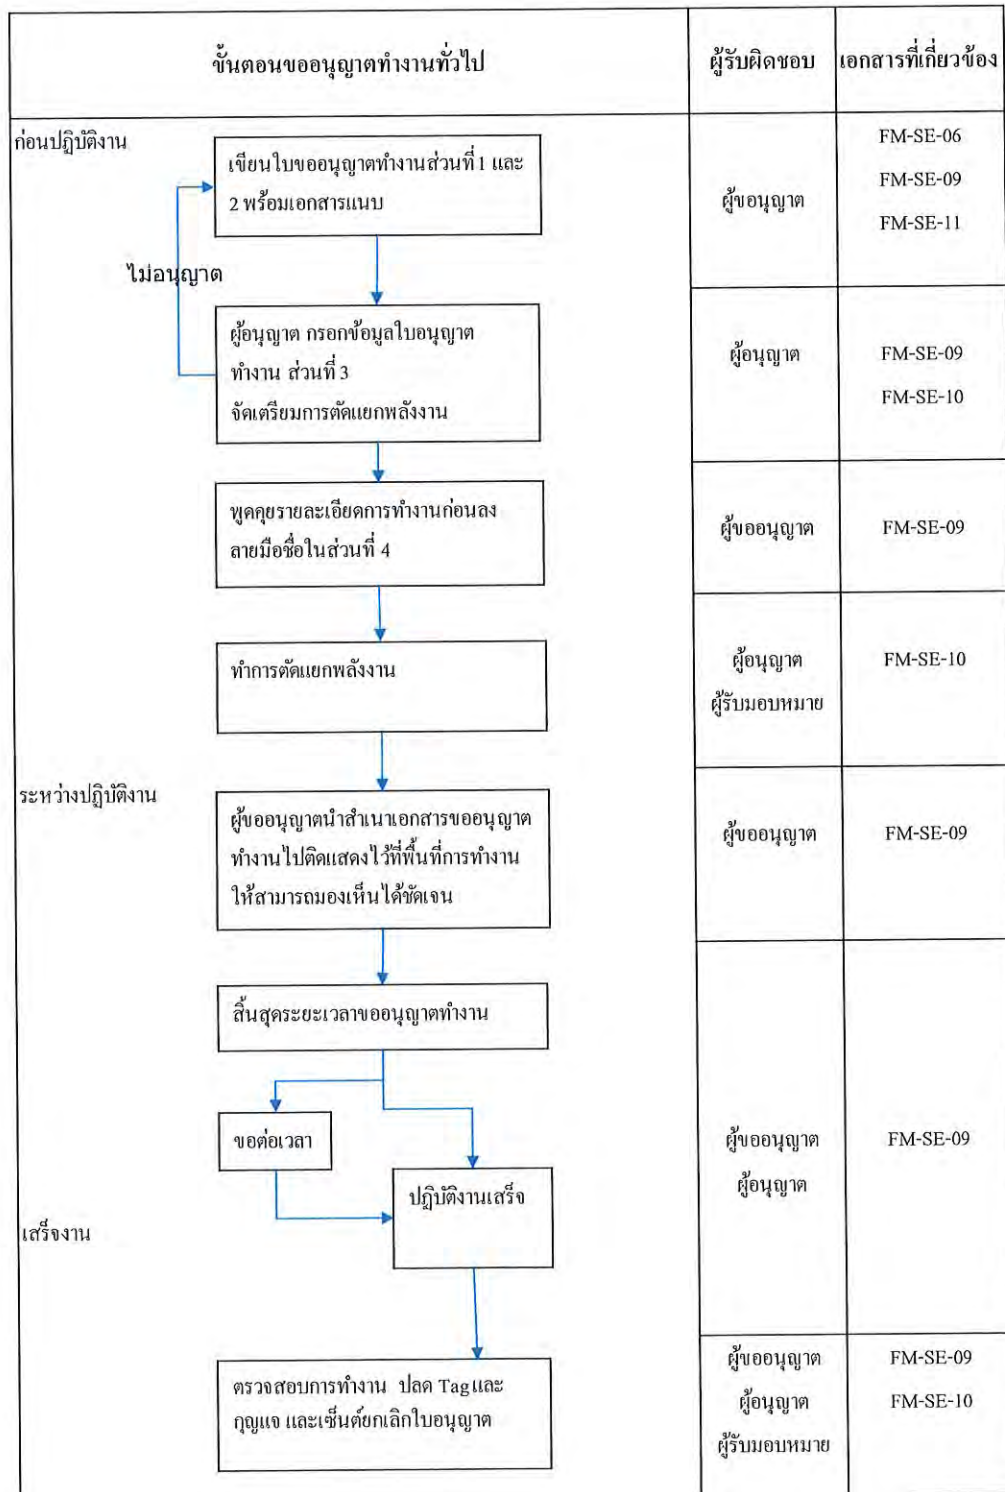 ขั้นตอนขออนุญาตทำงานทั่วไป
ผู้รับผิดชอบ
เอกสารที่เกี่ยวข้อง
ก่อนปฏิบัติงาน
เขียนใบขออนุญาตทำงานส่วนที่ 1 และ
2 พร้อมเอกสารแนบ
ผู้ขอนุญาต
FM-SE-06
FM-SE-09
FM-SE-11
ไม่อนุญาต
ผู้อนุญาต กรอกข้อมูลใบอนุญาต
ทำงาน ส่วนที่ 3
จัดเตรียมการตัดแยกพลังงาน
ผู้อนุญาต
FM-SE-09
FM-SE-10
พูดคุยรายละเอียดการทำงานก่อนลง
ลายมือชื่อในส่วนที่ 4
ผู้ขออนุญาต
FM-SE-09
ทำการตัดแยกพลังงาน
ผู้อนุญาต
ผู้รับมอบหมาย
FM-SE-10
ระหว่างปฏิบัติงาน
ผู้ขออนุญาตนำสำเนาเอกสารขออนุญาต
ทำงานไปติดแสดงไว้ที่พื้นที่การทำงาน
ให้สามารถมองเห็นได้ชัดเจน
ผู้ขออนุญาต
FM-SE-09
สิ้นสุดระยะเวลาขออนุญาตทำงาน
ขอต่อเวลา
ปฏิบัติงานเสร็จ
ผู้ขออนุญาต
ผู้อนุญาต
FM-SE-09
เสร็จงาน
ตรวจสอบการทำงาน ปลด Tag และ
กุญแจ และเซ็นต์ยกเลิกใบอนุญาต
ผู้ขออนุญาต
ผู้อนุญาต
ผู้รับมอบหมาย
FM-SE-09
FM-SE-10